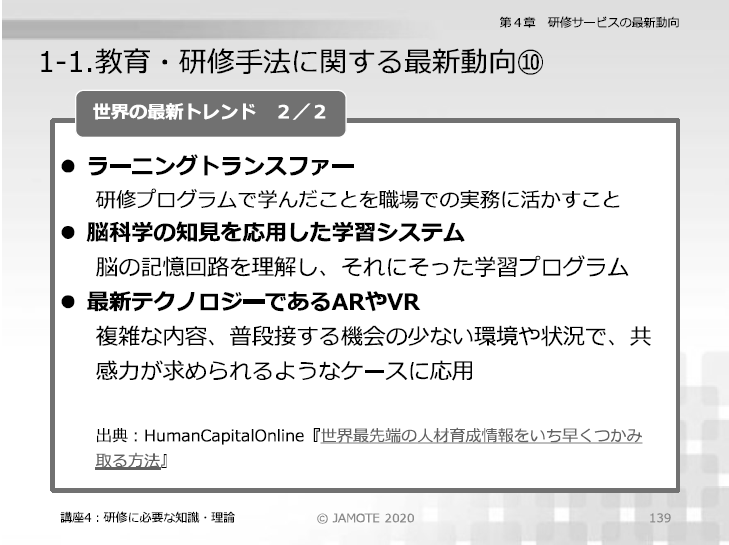 第４章　研修サービスの最新動向
1-1.教育・研修手法に関する最新動向⑩
世界の最新トレンド　２／２
● ラーニングトランスファー
研修プログラムで学んだことを職場での実務に活かすこと
● 脳科学の知見を応用した学習システム
脳の記憶回路を理解し、それにそった学習プログラム
● 最新テクノロジーであるARやVR
複雑な内容、普段接する機会の少ない環境や状況で、共
感力が求められるようなケースに応用
出典：HumanCapitalOnline『世界最先端の人材育成情報をいち早くつかみ
取る方法』
講座4：研修に必要な知識・理論
© JAMOTE 2020
139